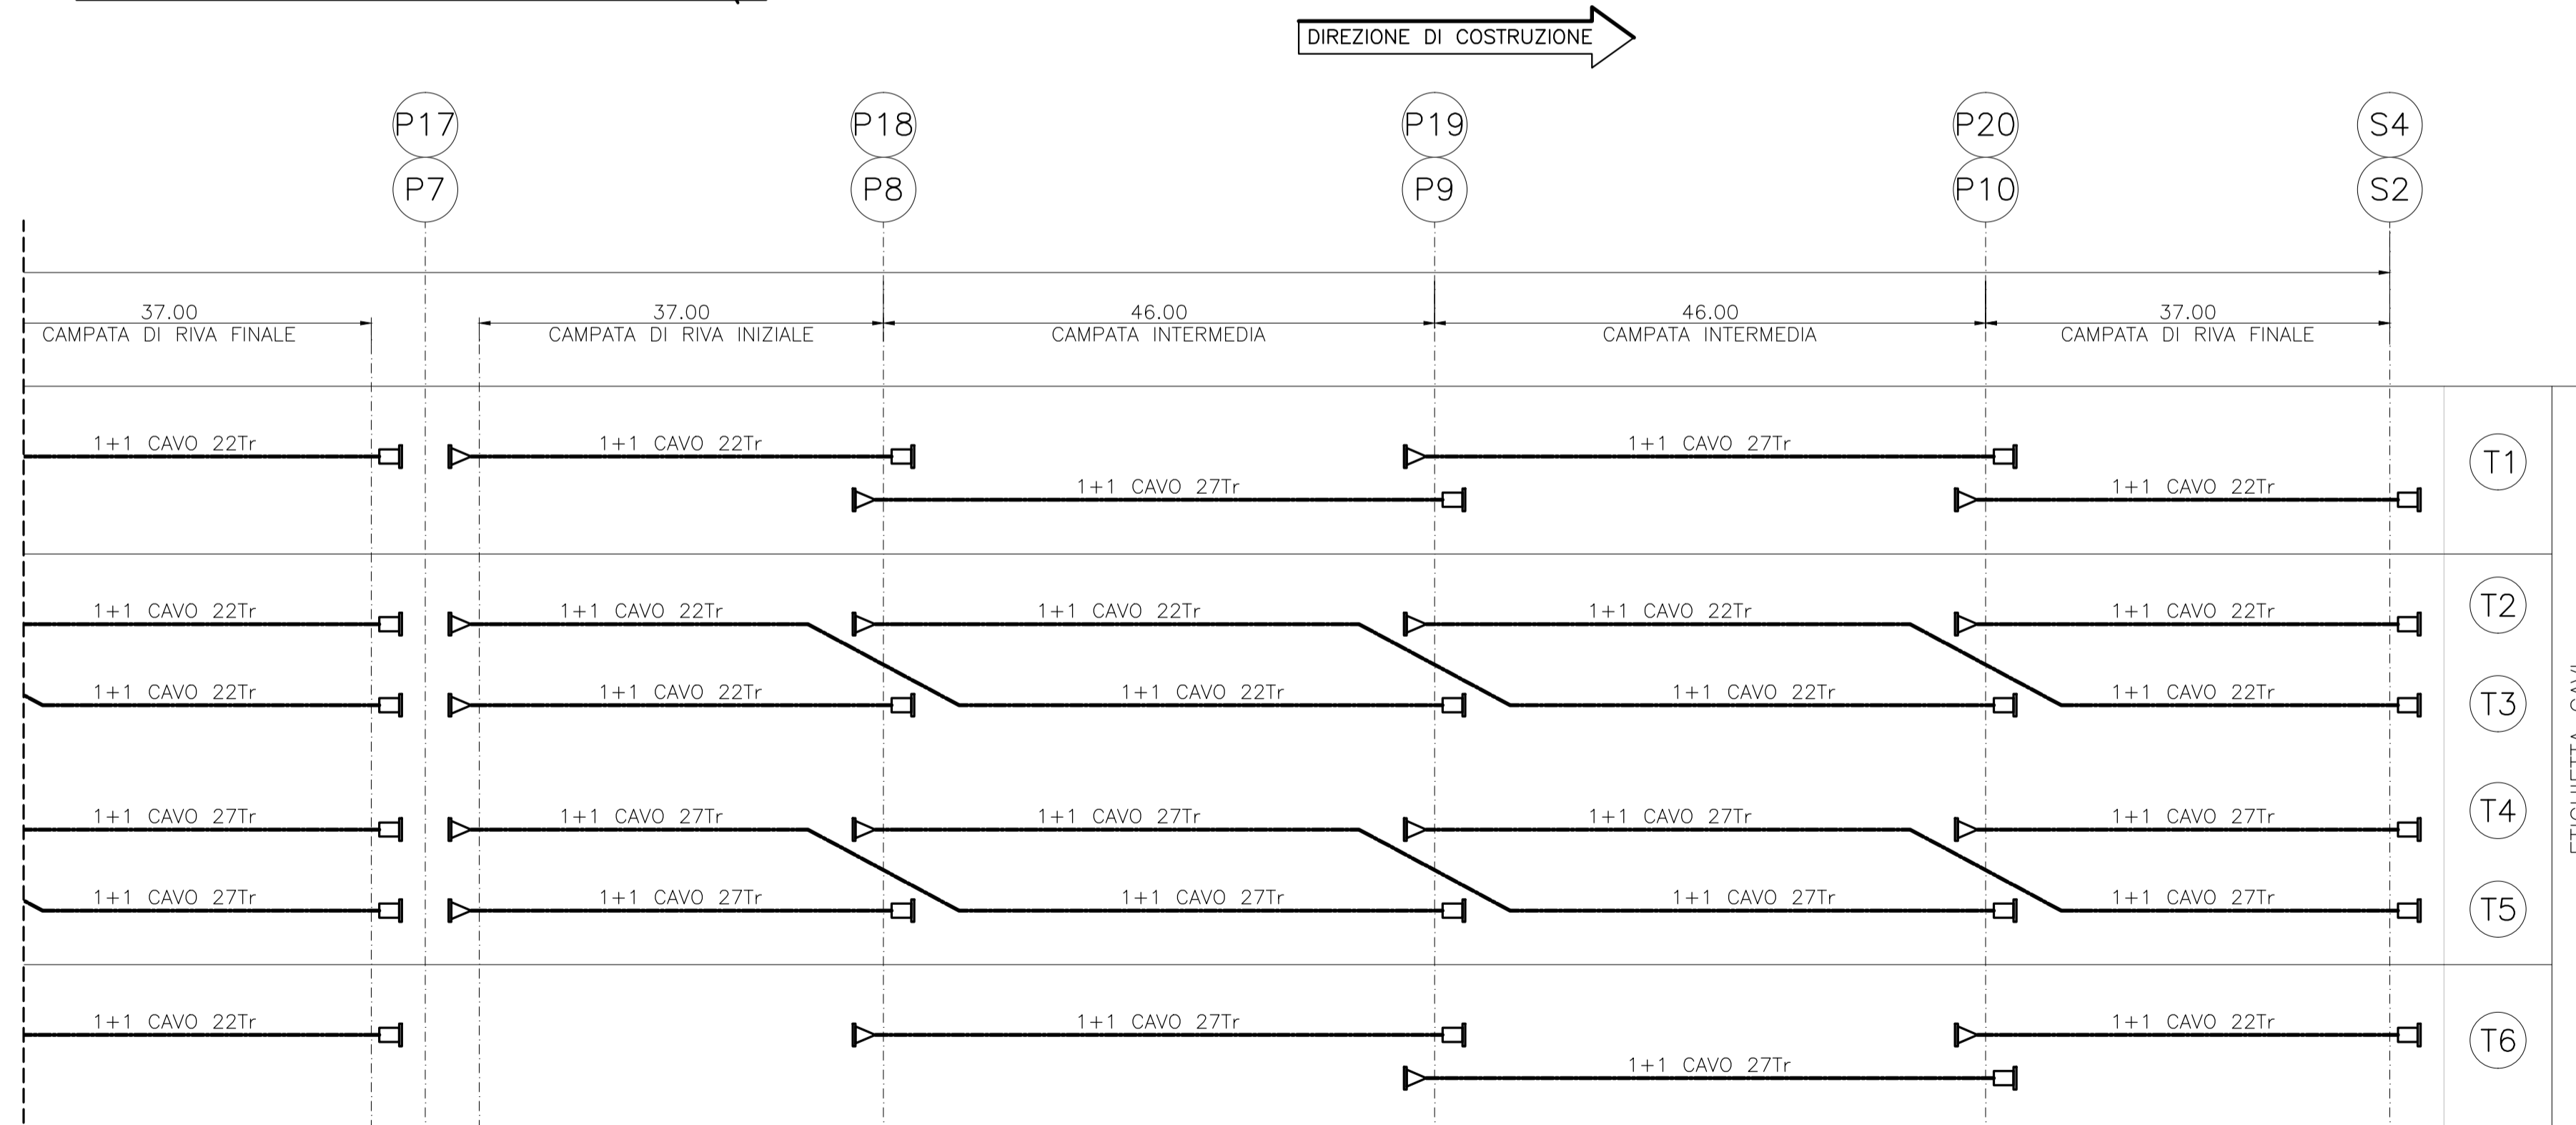 DIREZIONE DI COSTRUZIONE
P17 P18 P19 P20 S4
P7 P8 P9 P10 S2
37.00 37.00 46.00 46.00 37.00
CAMPATA DI RIVA FINALE CAMPATA DI RIVA INIZIALE CAMPATA INTERMEDIA CAMPATA INTERMEDIA CAMPATA DI RIVA FINALE
1+1 CAVO 22Tr 1+1 CAVO 22Tr 1+1 CAVO 27Tr
T1
1+1 CAVO 27Tr 1+1 CAVO 22Tr
1+1 CAVO 22Tr 1+1 CAVO 22Tr 1+1 CAVO 22Tr 1+1 CAVO 22Tr 1+1 CAVO 22Tr T2
1+1 CAVO 22Tr 1+1 CAVO 22Tr 1+1 CAVO 22Tr 1+1 CAVO 22Tr 1+1 CAVO 22Tr T3
1+1 CAVO 27Tr 1+1 CAVO 27Tr 1+1 CAVO 27Tr 1+1 CAVO 27Tr 1+1 CAVO 27Tr T4
1+1 CAVO 27Tr 1+1 CAVO 27Tr 1+1 CAVO 27Tr 1+1 CAVO 27Tr 1+1 CAVO 27Tr T5
1+1 CAVO 22Tr 1+1 CAVO 27Tr 1+1 CAVO 22Tr T6
1+1 CAVO 27Tr